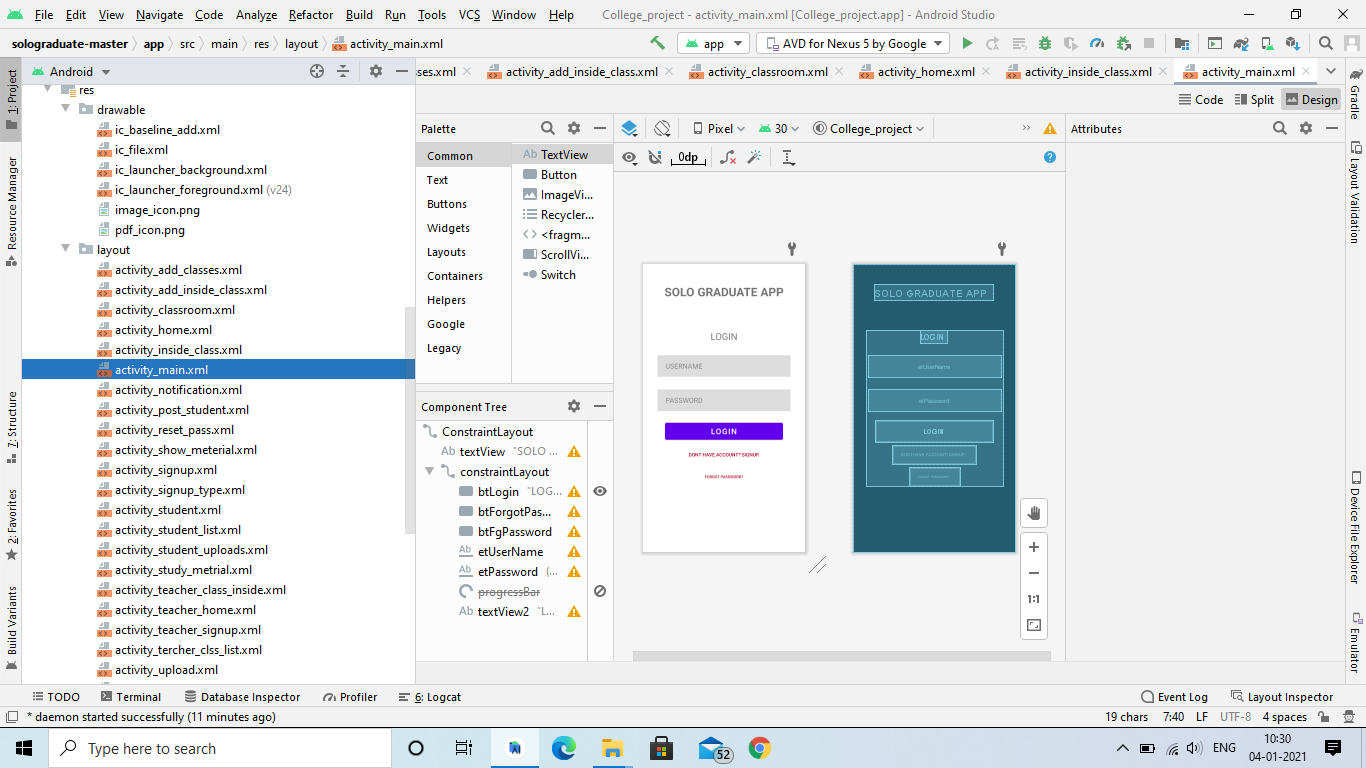 File Edit View Navigate Code Analyze Refactor Build Run Tools VCS Window Help College_project - activity_main.xml [College_project.app] - Android Studio
solograduate-master app src main res layout activity_main.xml app AVD for Nexus 5 by Google
Android
ses.xml activity_add_inside_class.xml activity_classroom.xml activity_home.xml activity_inside_class.xml activity_main.xml
Code Split Design
1: Project
Resource Manager
7: Structure
2: Favorites
Build Variants
res
drawable
ic_baseline_add.xml
ic_file.xml
ic_launcher_background.xml
ic_launcher_foreground.xml (v24)
image_icon.png
pdf_icon.png
layout
activity_add_classes.xml
activity_add_inside_class.xml
activity_classroom.xml
activity_home.xml
activity_inside_class.xml
activity_main.xml
activity_notification.xml
activity_post_student.xml
activity_reset_pass.xml
activity_show_meterial.xml
activity_signup.xml
activity_signup_type.xml
activity_student.xml
activity_student_list.xml
activity_student_uploads.xml
activity_study_metrial.xml
activity_teacher_class_inside.xml
activity_teacher_home.xml
activity_teacher_signup.xml
activity_tercher_clss_list.xml
activity_upload.xml
Palette
Common
Text
Buttons
Widgets
Layouts
Containers
Helpers
Google
Legacy
Ab TextView
Button
ImageVi...
Recycler...
<fragm...
ScrollVi...
Switch
Component Tree
ConstraintLayout
Ab textView "SOLO ...
constraintLayout
btLogin "LOG...
btForgotPas...
btFgPassword
Ab etUserName
Ab etPassword (...
progressBar
Ab textView2 "L...
Pixel 30 College_project
0dp
SOLO GRADUATE APP
LOGIN
USERNAME
PASSWORD
LOGIN
DONT HAVE ACCOUNT? SIGNUP!
FORGOT PASSWORD?
SOLO GRADUATE APP
LOGIN
etUserName
etPassword
LOGIN
DONT HAVE ACCOUNT? SIGNUP!
1:1
Attributes
Gradle
Layout Validation
Device File Explorer
Emulator
TODO Terminal Database Inspector Profiler 6: Logcat Event Log Layout Inspector
* daemon started successfully (11 minutes ago) 19 chars 7:40 LF UTF-8 4 spaces
Type here to search 52 ENG 10:30
04-01-2021